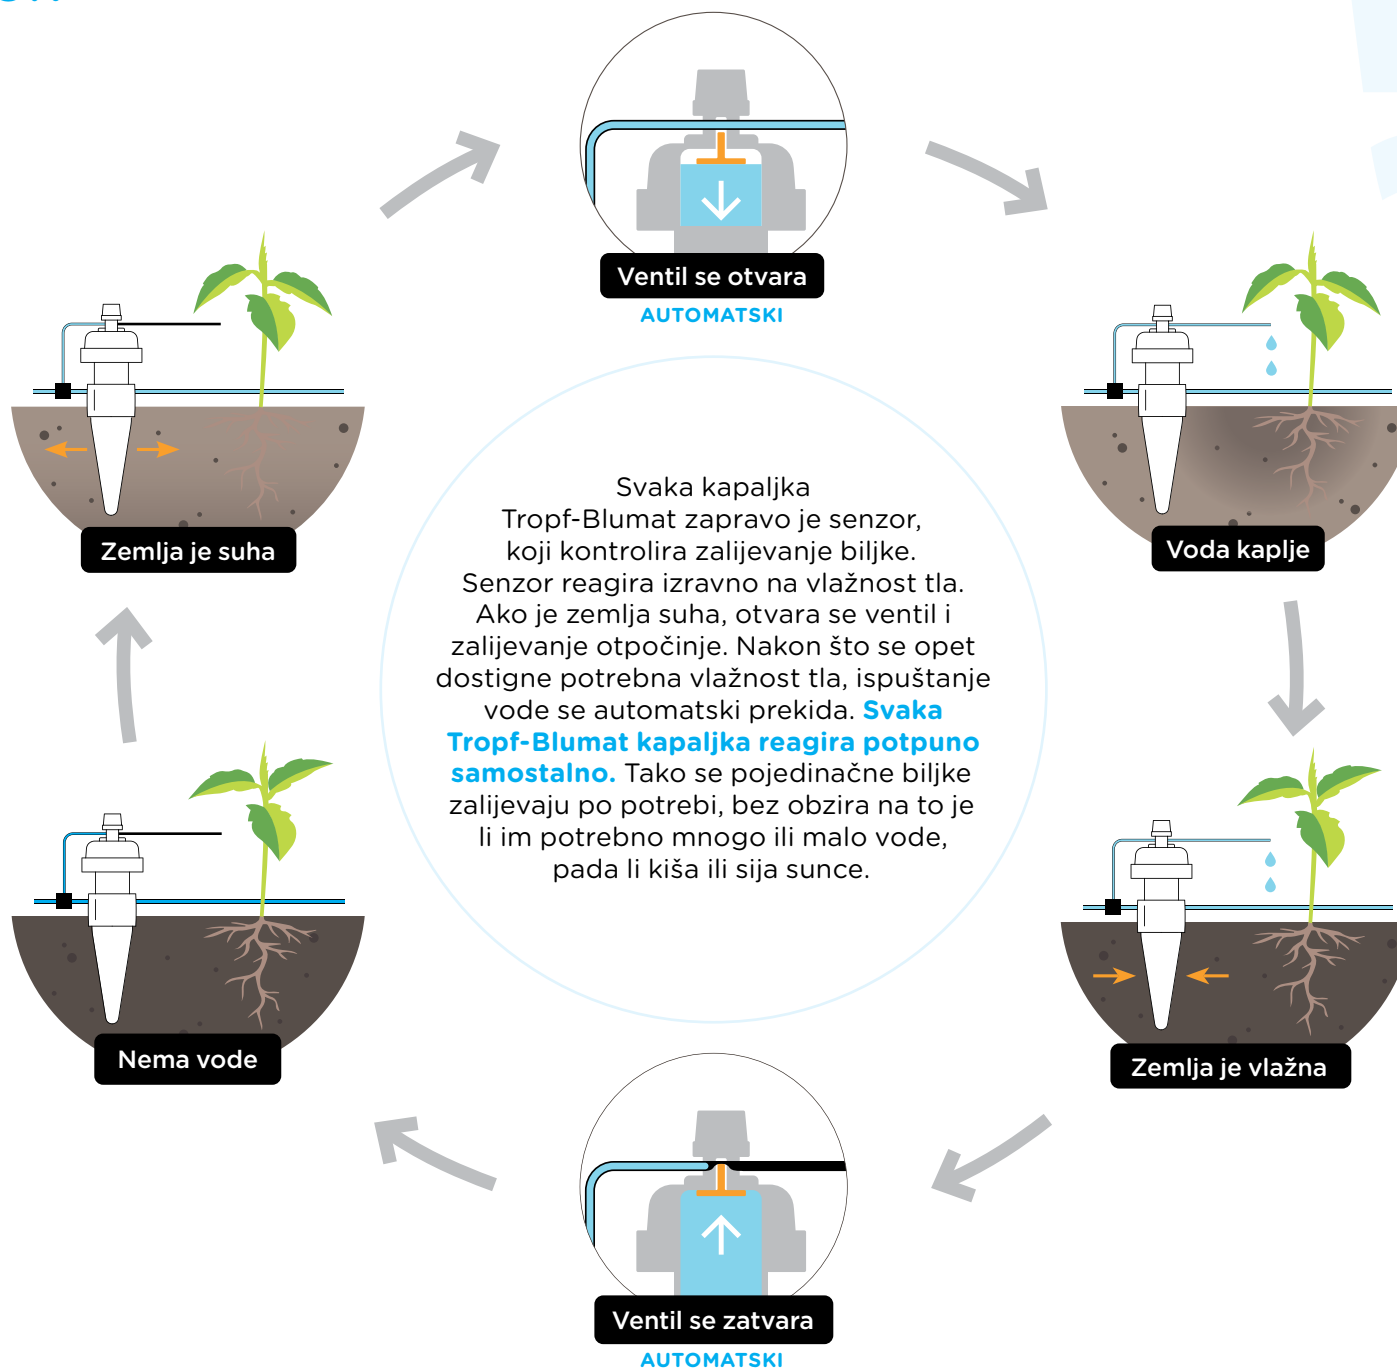 Ventil se otvara
AUTOMATSKI
Zemlja je suha
Voda kaplje
Svaka kapaljka
Tropf-Blumat zapravo je senzor,
koji kontrolira zalijevanje biljke.
Senzor reagira izravno na vlažnost tla.
Ako je zemlja suha, otvara se ventil i
zalijevanje otpočinje. Nakon što se opet
dostigne potrebna vlažnost tla, ispuštanje
vode se automatski prekida. Svaka
Tropf-Blumat kapaljka reagira potpuno
samostalno. Tako se pojedinačne biljke
zalijevaju po potrebi, bez obzira na to je
li im potrebno mnogo ili malo vode,
pada li kiša ili sija sunce.
Nema vode
Zemlja je vlažna
Ventil se zatvara
AUTOMATSKI